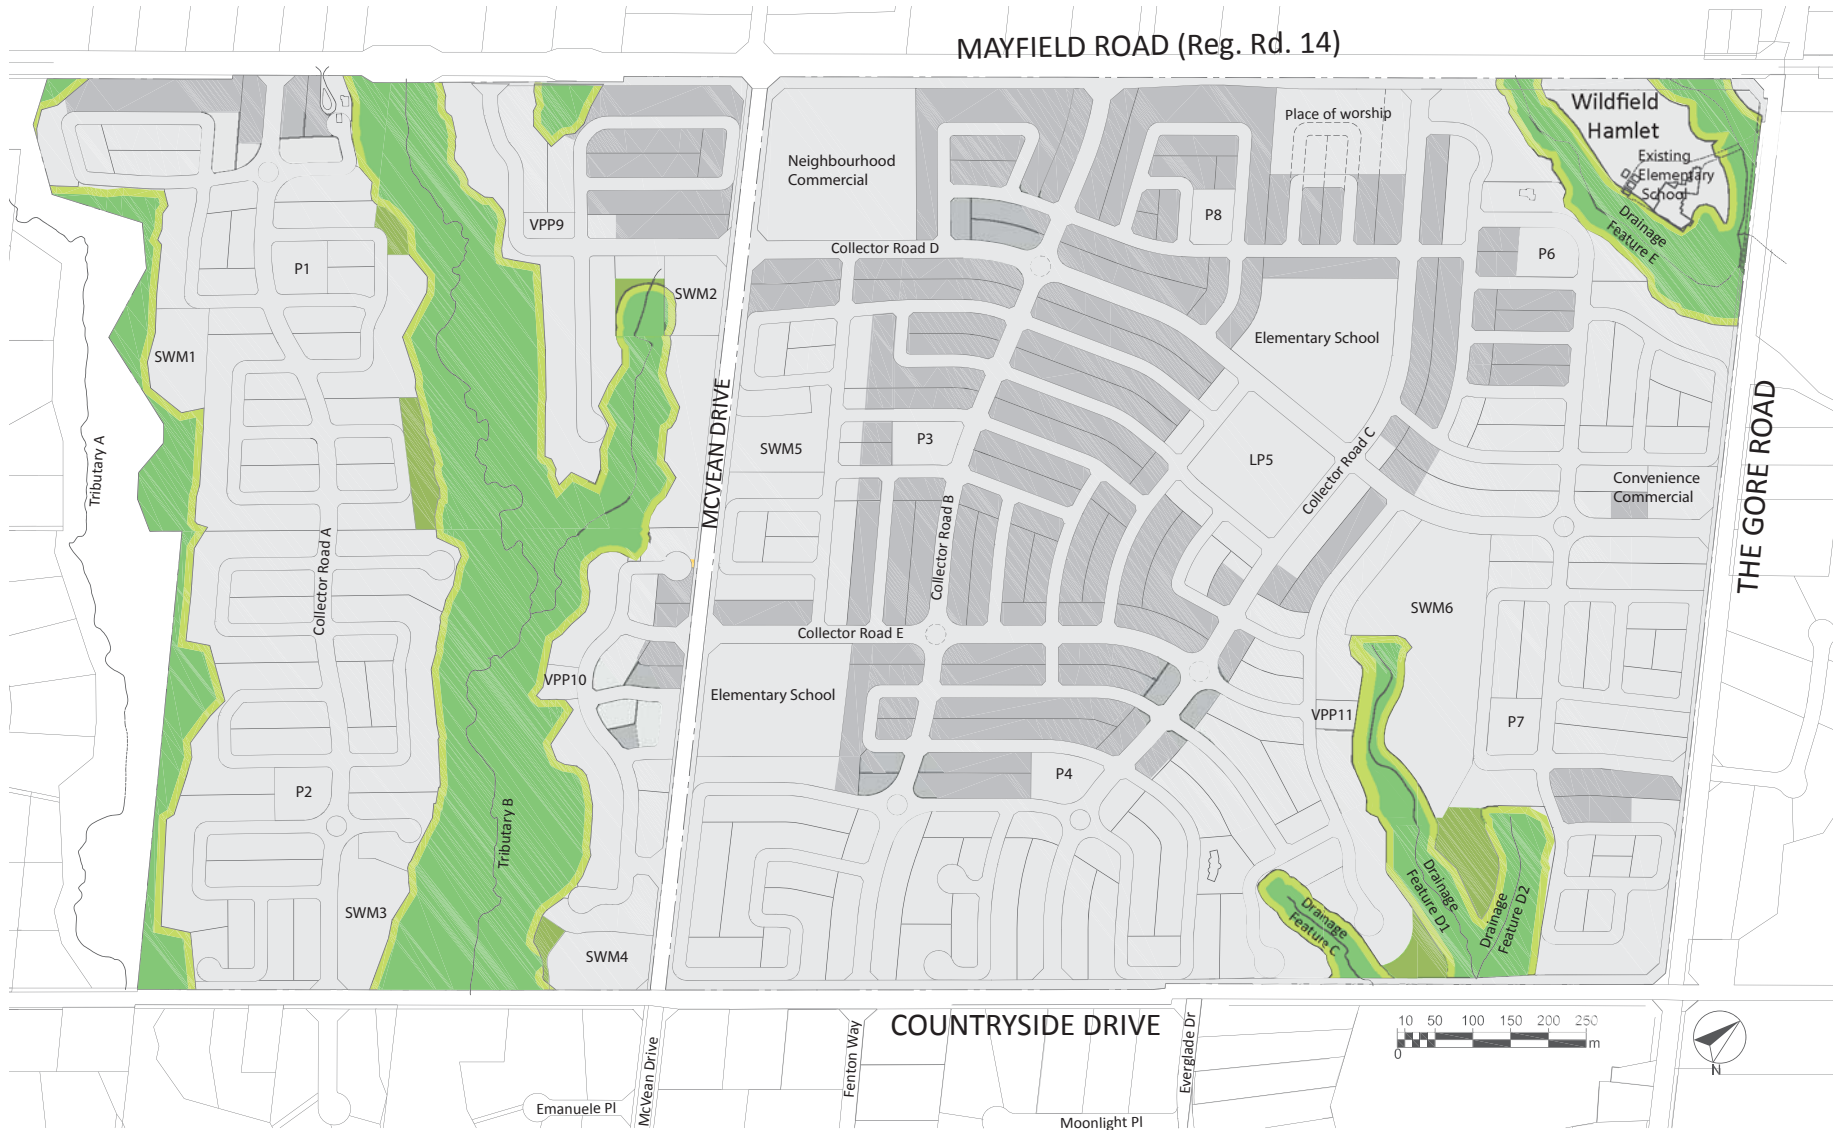 MAYFIELD ROAD (Reg. Rd. 14)
Wildfield
Hamlet
Place of worship
Existing
Elementary
School
Neighbourhood
Commercial
P8
VPP9
Drainage
Feature E
Collector Road D
P6
P1
SWM2
Elementary School
SWM1
MCVEAN DRIVE
THE GORE ROAD
P3
SWM5
LP5
Collector Road C
Tributary A
Convenience
Commercial
Collector Road B
Collector Road A
SWM6
Collector Road E
VPP10
Elementary School
VPP11
P7
P4
P2
Tributary B
Drainage
Feature D1
Drainage
Feature D2
SWM3
Drainage
Feature C
SWM4
COUNTRYSIDE DRIVE
10 50 100 150 200 250
m
0
N
McVean Drive
Fenton Way
Everglade Dr
Emanuele Pl
Moonlight Pl